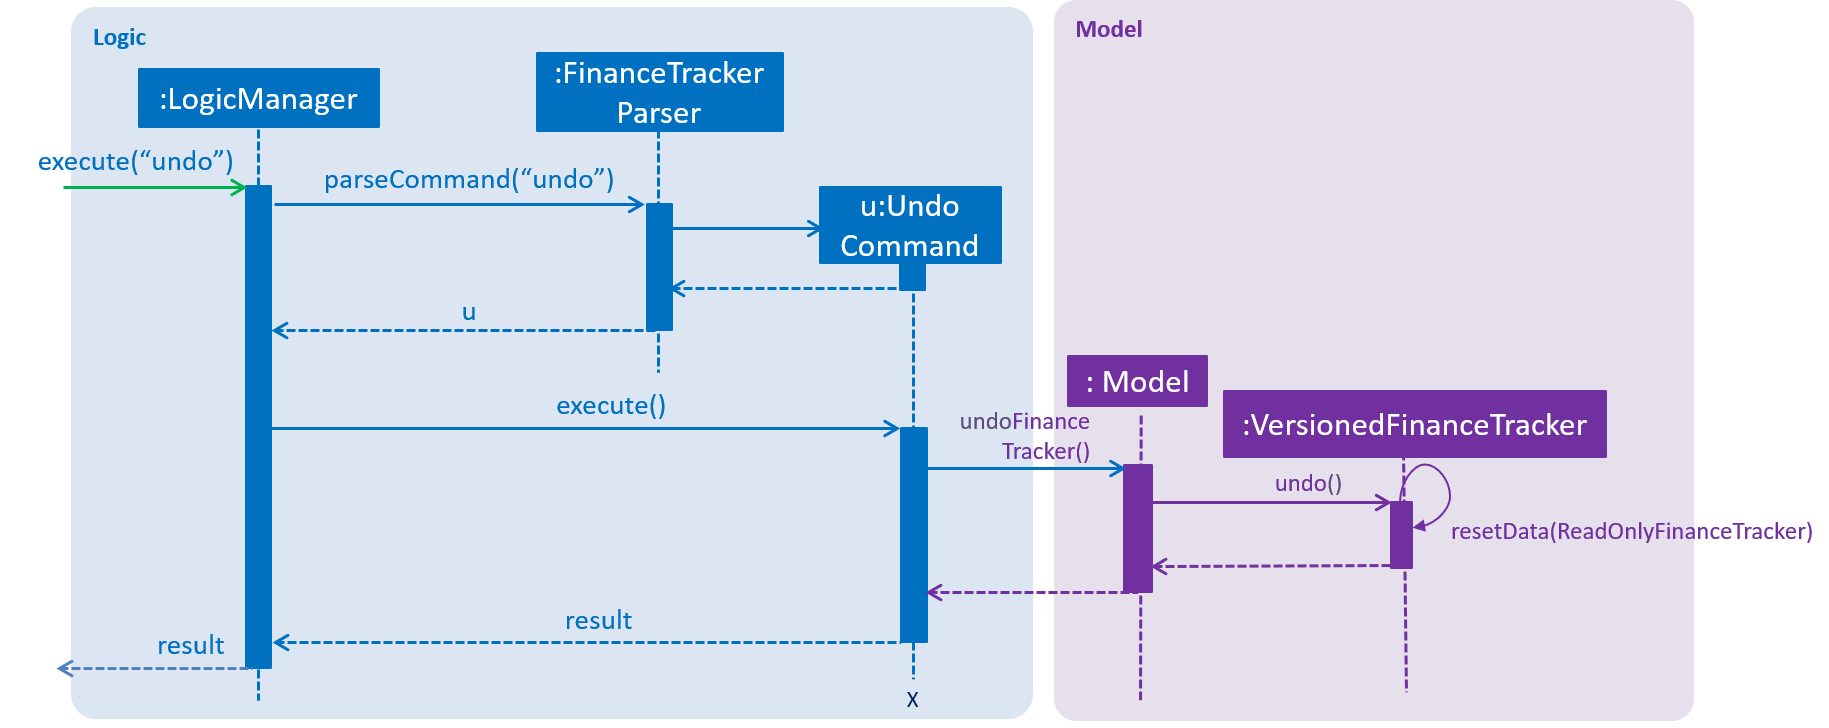 Logic
Model
:LogicManager
:FinanceTracker
Parser
execute(“undo”)
parseCommand(“undo”)
u:Undo
Command
u
execute()
: Model
undoFinance
Tracker()
:VersionedFinanceTracker
undo()
resetData(ReadOnlyFinanceTracker)
result
result
X